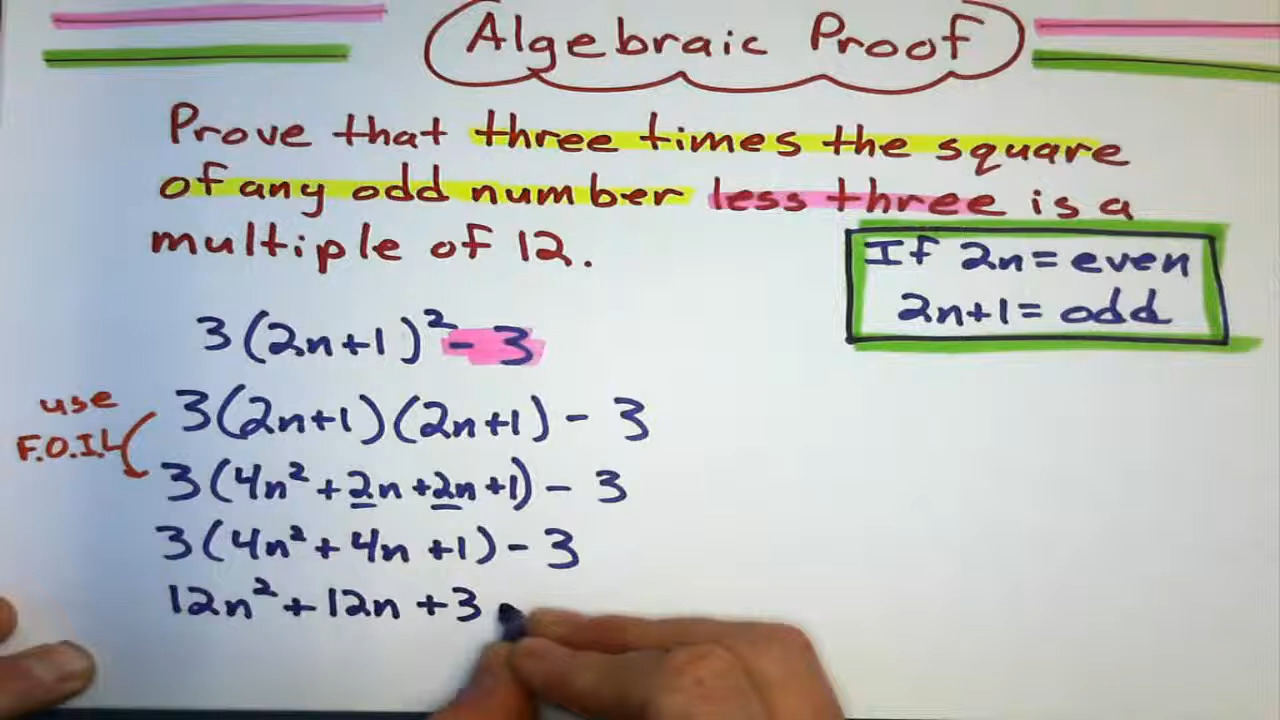 Algebraic Proof
Prove that three times the square
of any odd number less three is a
multiple of 12.
If 2n = even
2n+1 = odd
3(2n+1)² - 3
use
F.O.I.L
3(2n+1)(2n+1) - 3
3(4n² + 2n + 2n + 1) - 3
3(4n² + 4n + 1) - 3
12n² + 12n + 3